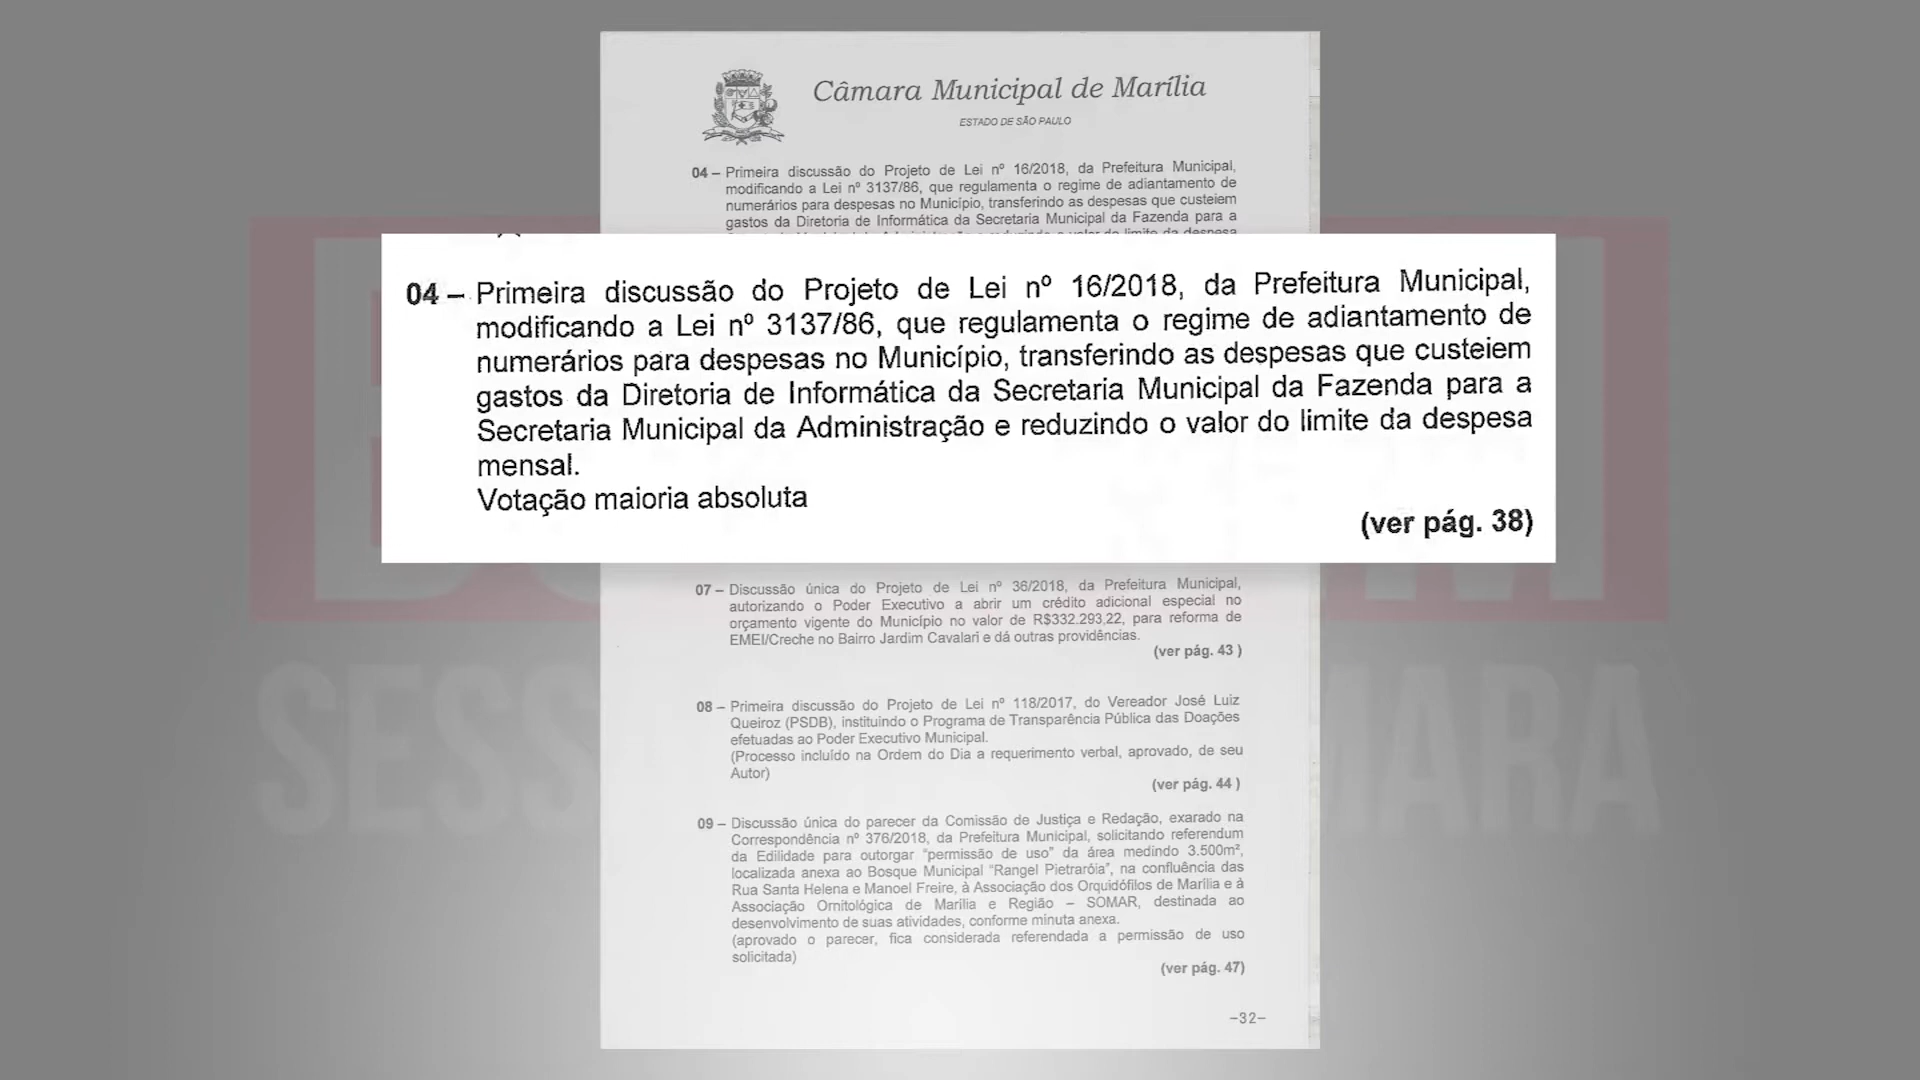 Câmara Municipal de Marília
ESTADO DE SÃO PAULO
04 – Primeira discussão do Projeto de Lei nº 16/2018, da Prefeitura Municipal,
modificando a Lei nº 3137/86, que regulamenta o regime de adiantamento de
numerários para despesas no Município, transferindo as despesas que custeiem
gastos da Diretoria de Informática da Secretaria Municipal da Fazenda para a
04 – Primeira discussão do Projeto de Lei nº 16/2018, da Prefeitura Municipal,
modificando a Lei nº 3137/86, que regulamenta o regime de adiantamento de
numerários para despesas no Município, transferindo as despesas que custeiem
gastos da Diretoria de Informática da Secretaria Municipal da Fazenda para a
Secretaria Municipal da Administração e reduzindo o valor do limite da despesa
mensal.
Votação maioria absoluta
(ver pág. 38)
07 – Discussão única do Projeto de Lei nº 36/2018, da Prefeitura Municipal,
autorizando o Poder Executivo a abrir um crédito adicional especial no
orçamento vigente do Município no valor de R$332.293,22, para reforma de
EMEI/Creche no Bairro Jardim Cavalari e dá outras providências.
(ver pág. 43 )
08 – Primeira discussão do Projeto de Lei nº 118/2017, do Vereador José Luiz
Queiroz (PSDB), instituindo o Programa de Transparência Pública das Doações
efetuadas ao Poder Executivo Municipal.
(Processo incluído na Ordem do Dia a requerimento verbal, aprovado, de seu
Autor)
(ver pág. 44 )
09 – Discussão única do parecer da Comissão de Justiça e Redação, exarado na
Correspondência nº 376/2018, da Prefeitura Municipal, solicitando referendum
da Edilidade para outorgar “permissão de uso” da área medindo 3.500m²,
localizada anexa ao Bosque Municipal “Rangel Pietraróia”, na confluência das
Rua Santa Helena e Manoel Freire, à Associação dos Orquidófilos de Marília e à
Associação Ornitológica de Marilia e Região – SOMAR, destinada ao
desenvolvimento de suas atividades, conforme minuta anexa.
(aprovado o parecer, fica considerada referendada a permissão de uso
solicitada)
(ver pág. 47)
–32–